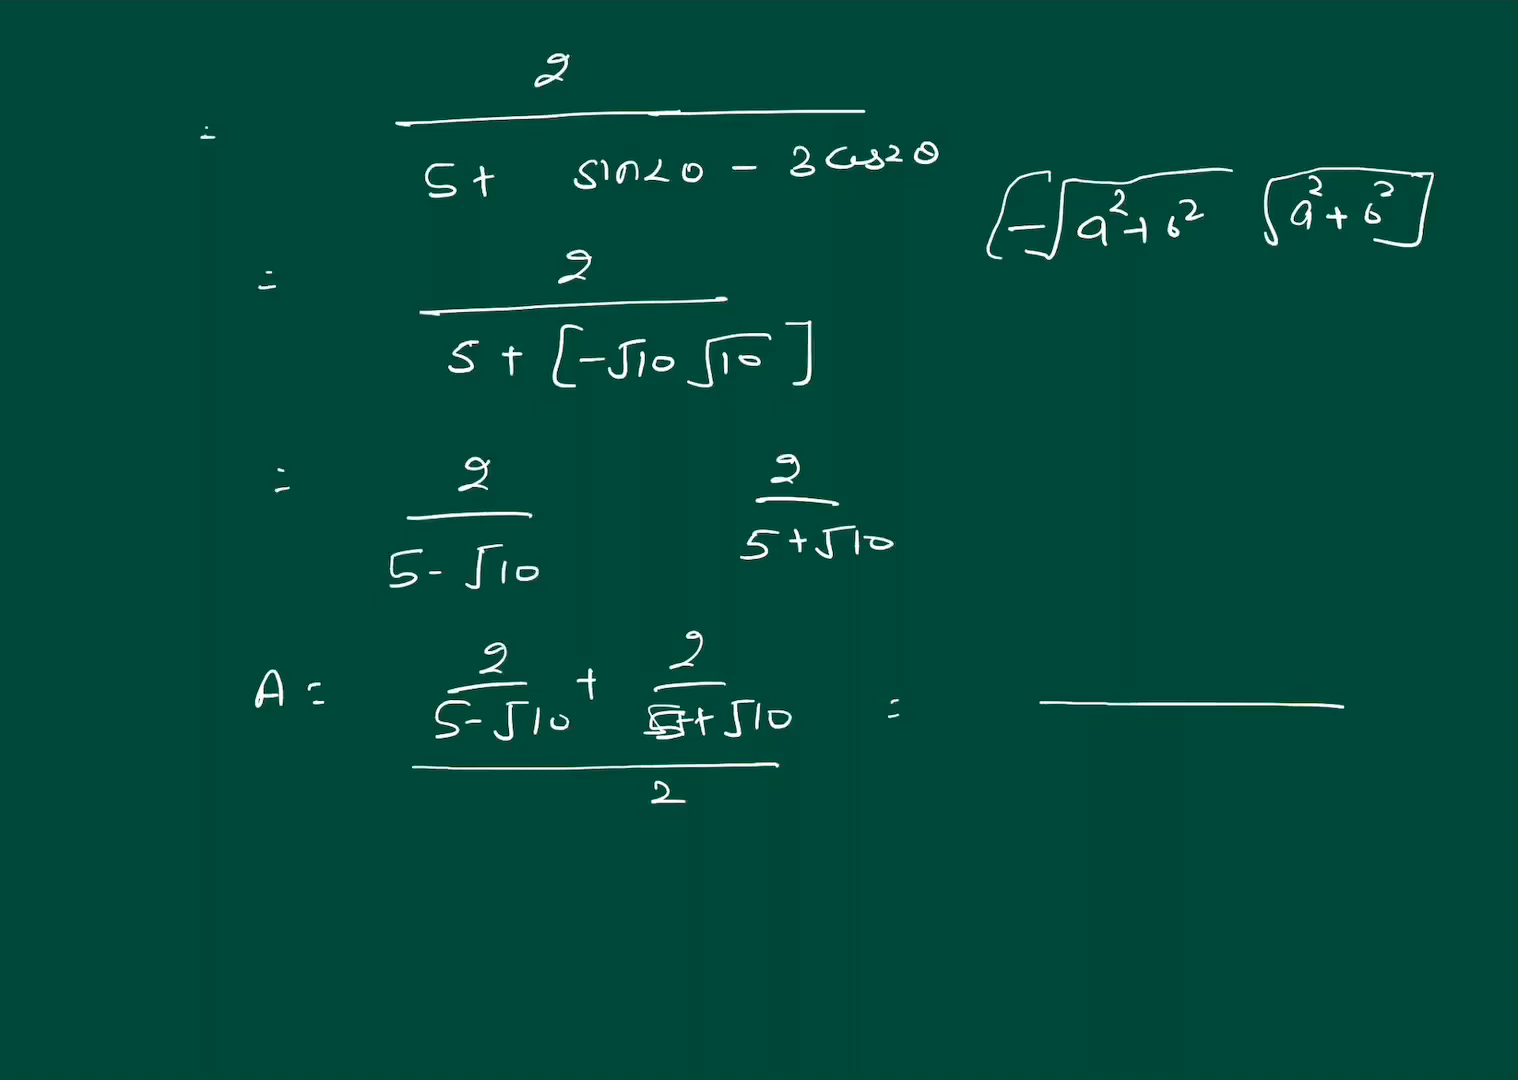 = 2 / (5 + sin2θ - 3cos2θ)
[-√a²+b² √a²+b²]
= 2 / (5 + [-√10 √10])
= 2 / (5-√10) 2 / (5+√10)
A = (2 / (5-√10) + 2 / (5+√10)) / 2 =